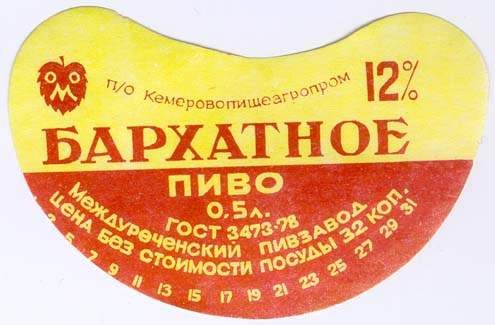 п/о Кемеровопищеагропром 12%
БАРХАТНОЕ
ПИВО
0,5л.
ГОСТ 3473-78
Междуреченский пивзавод
ЦЕНА БЕЗ СТОИМОСТИ ПОСУДЫ 32 КОП.
3 5 7 9 11 13 15 17 19 21 23 25 27 29 31